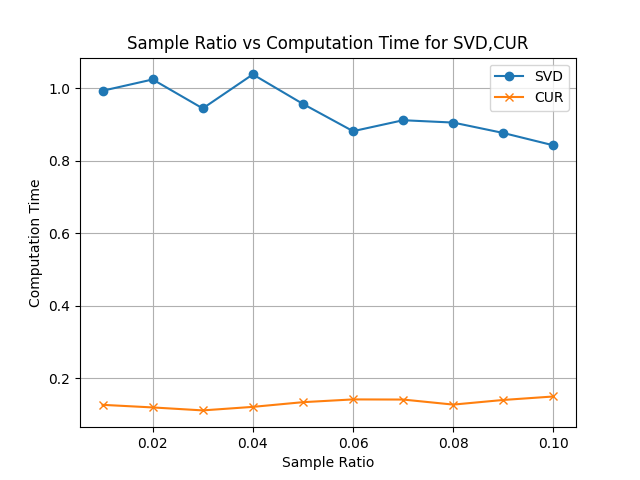 Sample Ratio vs Computation Time for SVD,CUR
SVD
CUR
Computation Time
1.0
0.8
0.6
0.4
0.2
0.02 0.04 0.06 0.08 0.10
Sample Ratio